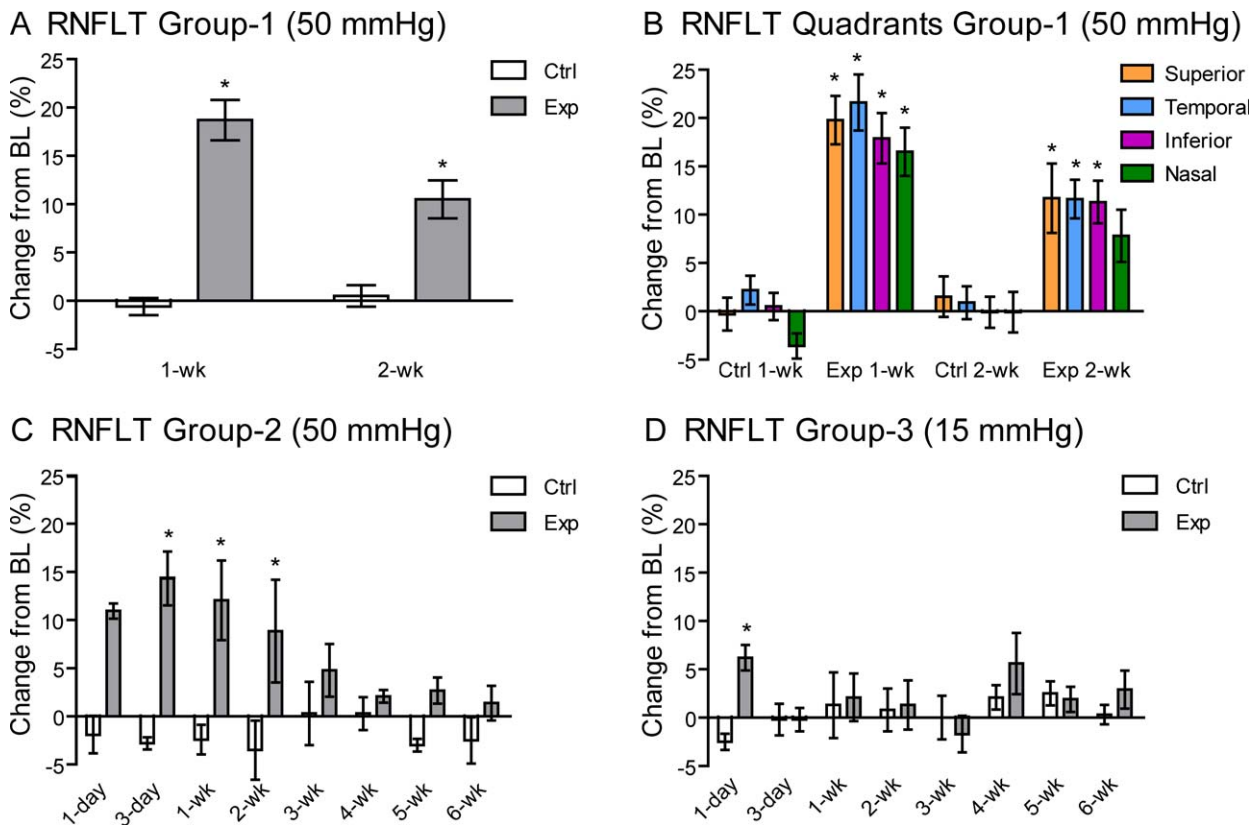 A RNFLT Group-1 (50 mmHg)
Change from BL (%)
25
20
15
10
5
0
-5
*
*
Ctrl
Exp
1-wk
2-wk
B RNFLT Quadrants Group-1 (50 mmHg)
Change from BL (%)
25
20
15
10
5
0
-5
* * * *
* * *
Superior
Temporal
Inferior
Nasal
Ctrl 1-wk
Exp 1-wk
Ctrl 2-wk
Exp 2-wk
C RNFLT Group-2 (50 mmHg)
Change from BL (%)
25
20
15
10
5
0
-5
* * *
Ctrl
Exp
1-day
3-day
1-wk
2-wk
3-wk
4-wk
5-wk
6-wk
D RNFLT Group-3 (15 mmHg)
Change from BL (%)
25
20
15
10
5
0
-5
*
Ctrl
Exp
1-day
3-day
1-wk
2-wk
3-wk
4-wk
5-wk
6-wk